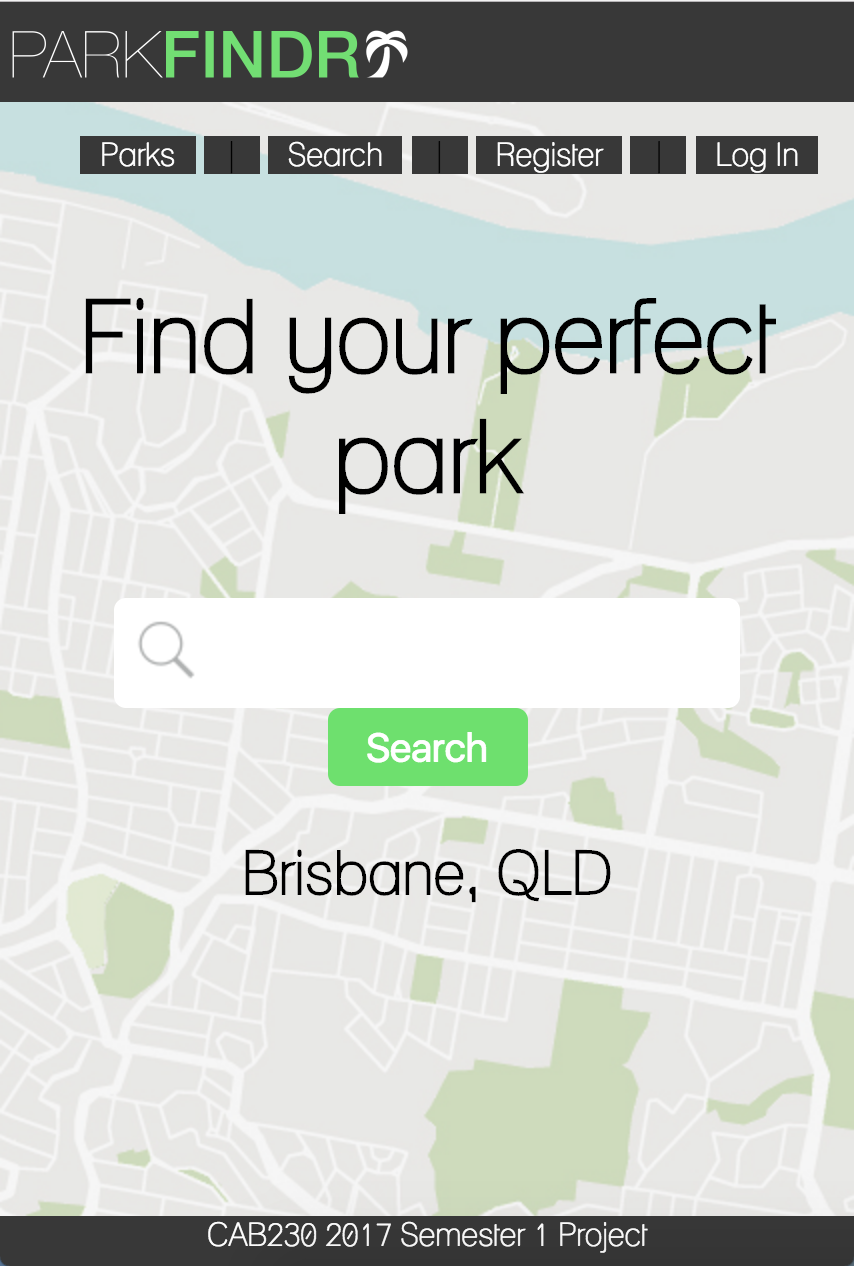 PARKFINDR
Parks | Search | Register | Log In
Find your perfect
park
Search
Brisbane, QLD
CAB230 2017 Semester 1 Project